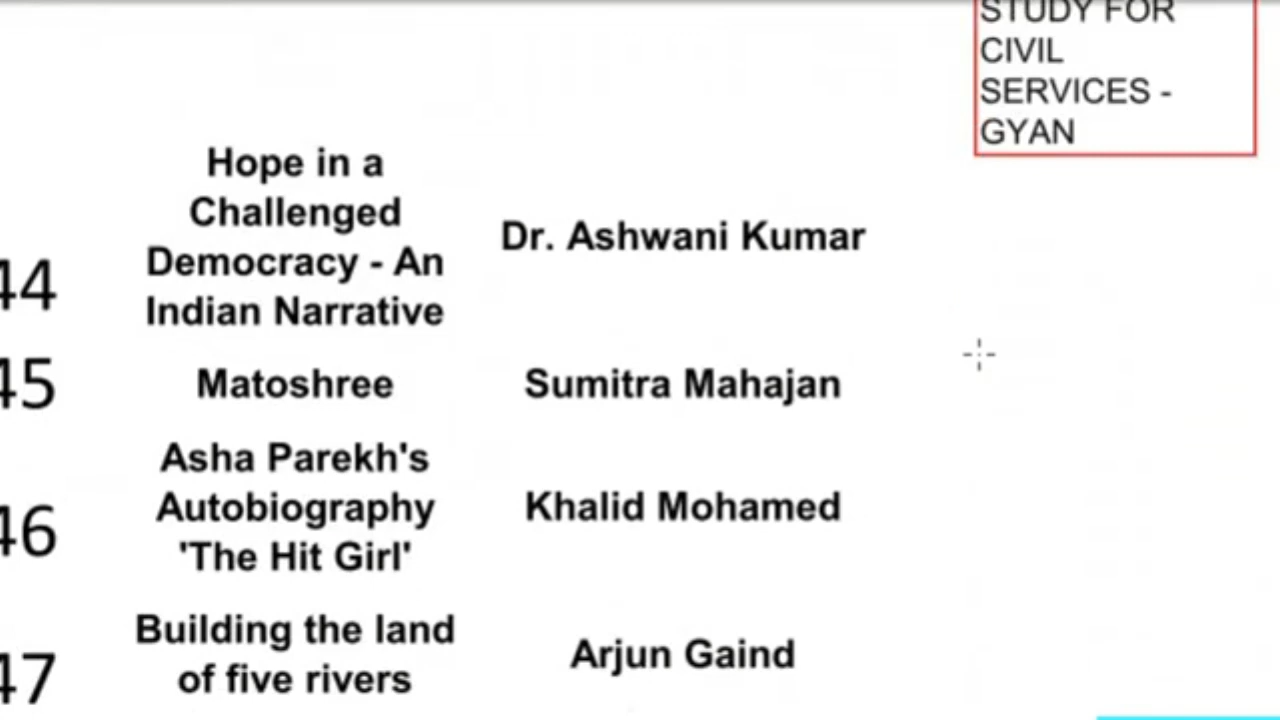 STUDY FOR
CIVIL
SERVICES -
GYAN
Hope in a
Challenged
Democracy - An
Indian Narrative
44
Dr. Ashwani Kumar
45
Matoshree
Sumitra Mahajan
Asha Parekh's
Autobiography
'The Hit Girl'
46
Khalid Mohamed
Building the land
of five rivers
47
Arjun Gaind